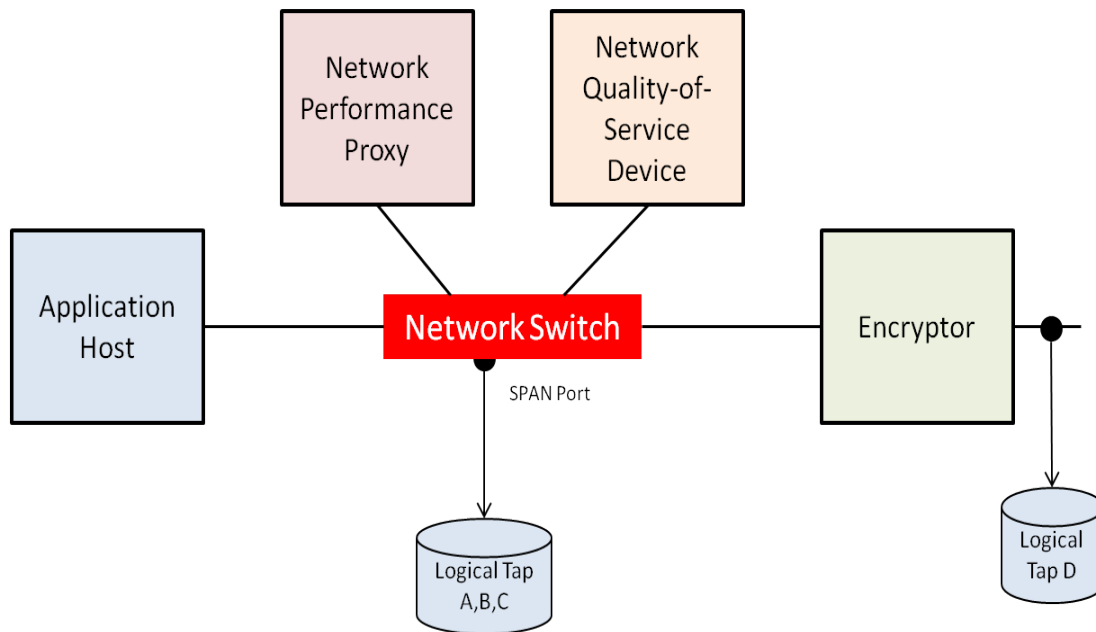 Network
Performance
Proxy
Network
Quality-of-
Service
Device
Application
Host
Network Switch
Encryptor
SPAN Port
Logical Tap
A,B,C
Logical
Tap D